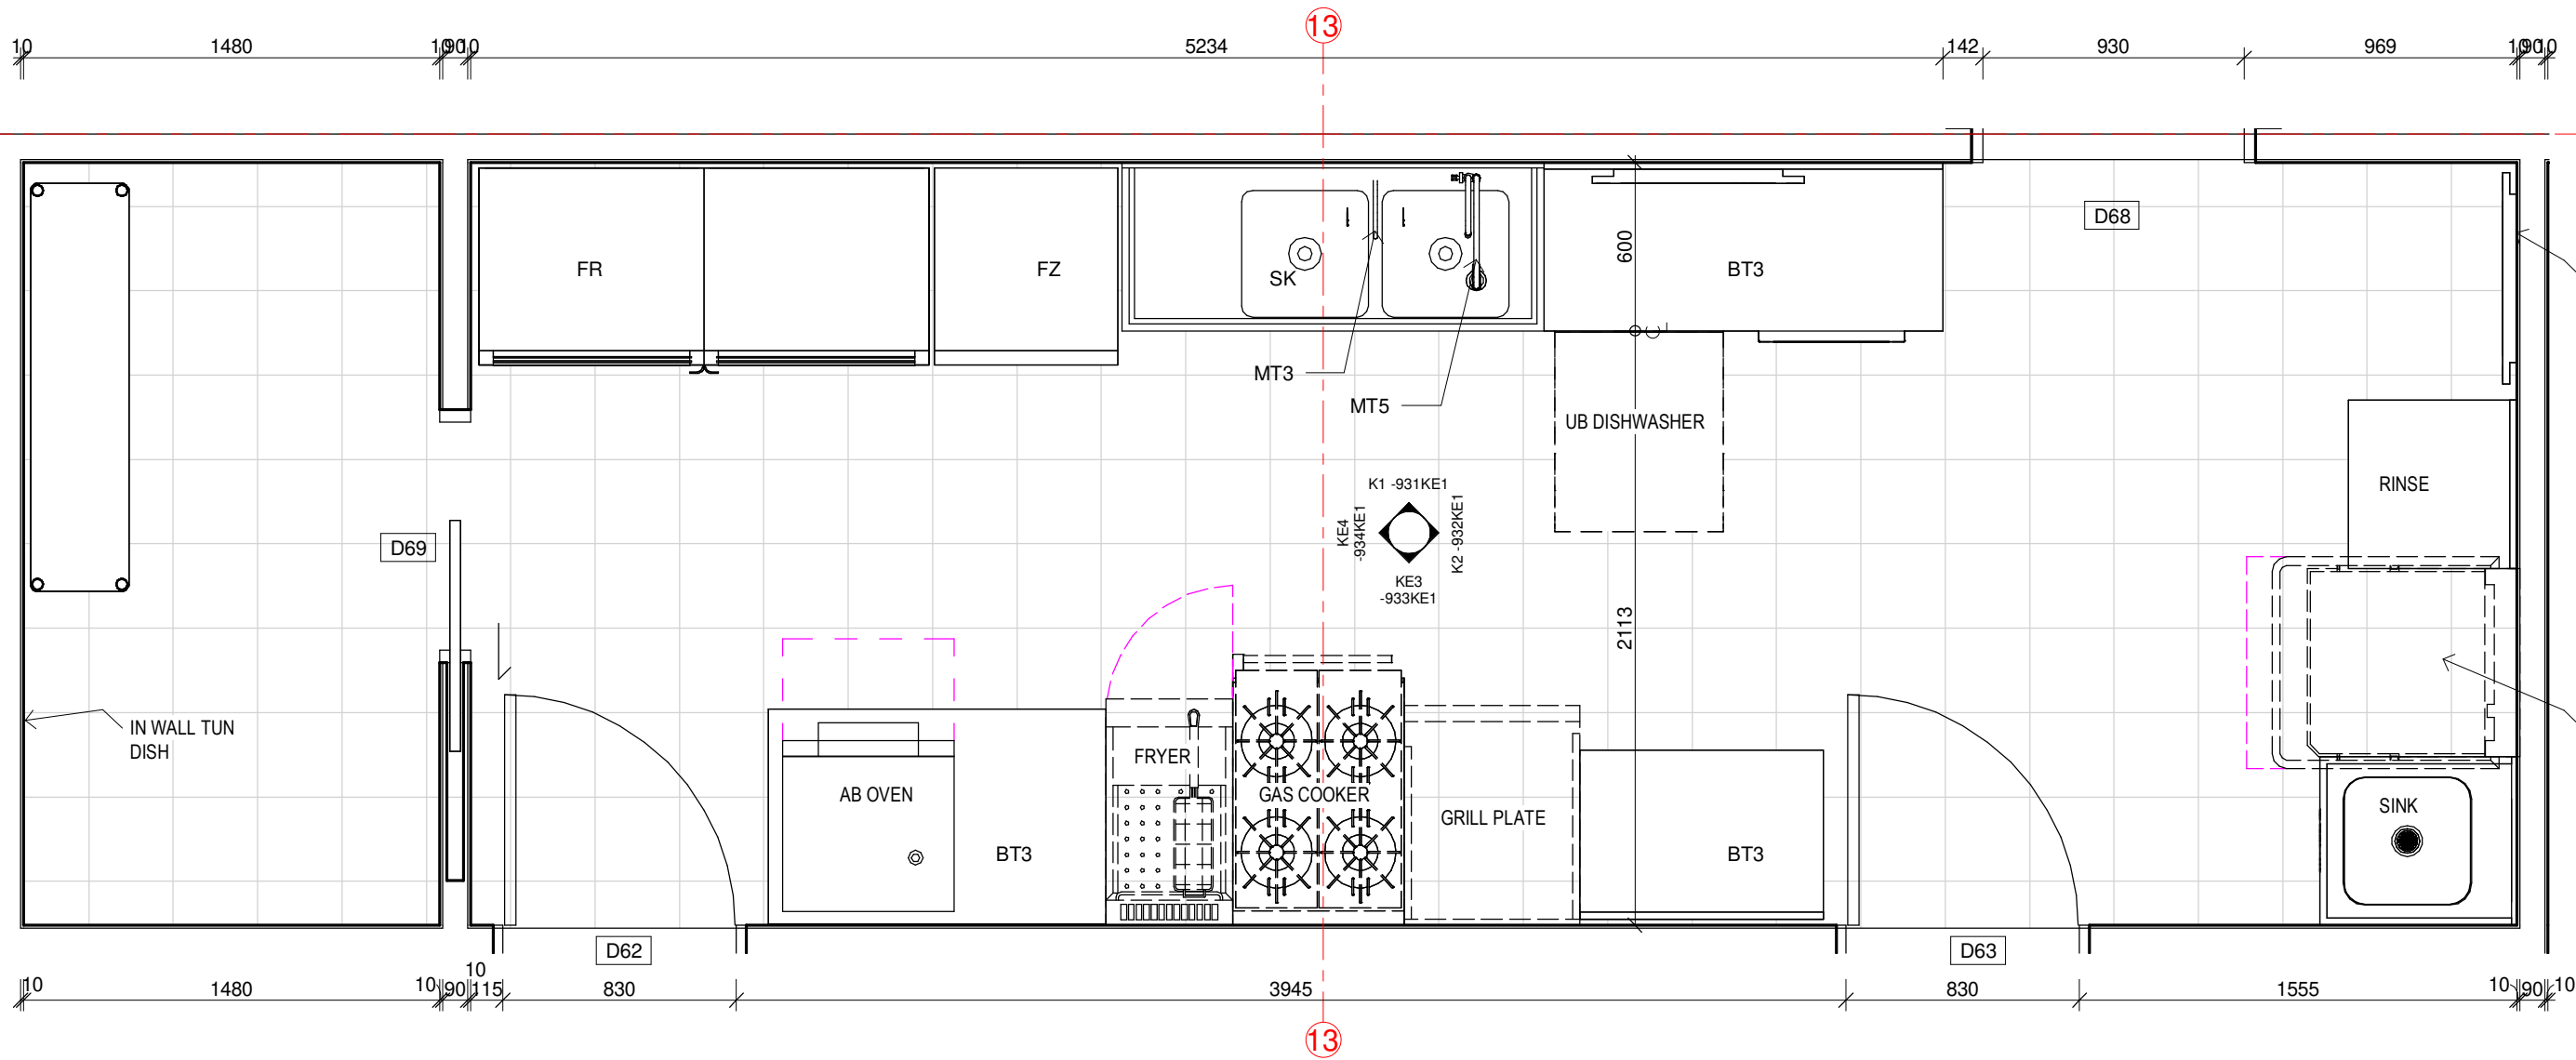 13
10 1480 10 90 10 5234 142 930 969 10 90 10
D68
600
FR
FZ
SK
BT3
MT3
MT5
UB DISHWASHER
K1 -931KE1
KE4
-934KE1
K2 -932KE1
KE3
-933KE1
RINSE
D69
2113
IN WALL TUN
DISH
FRYER
AB OVEN
GAS COOKER
GRILL PLATE
SINK
BT3
BT3
D62
D63
10 1480 10 90 10 115 830 3945 830 1555 10 90 10
13